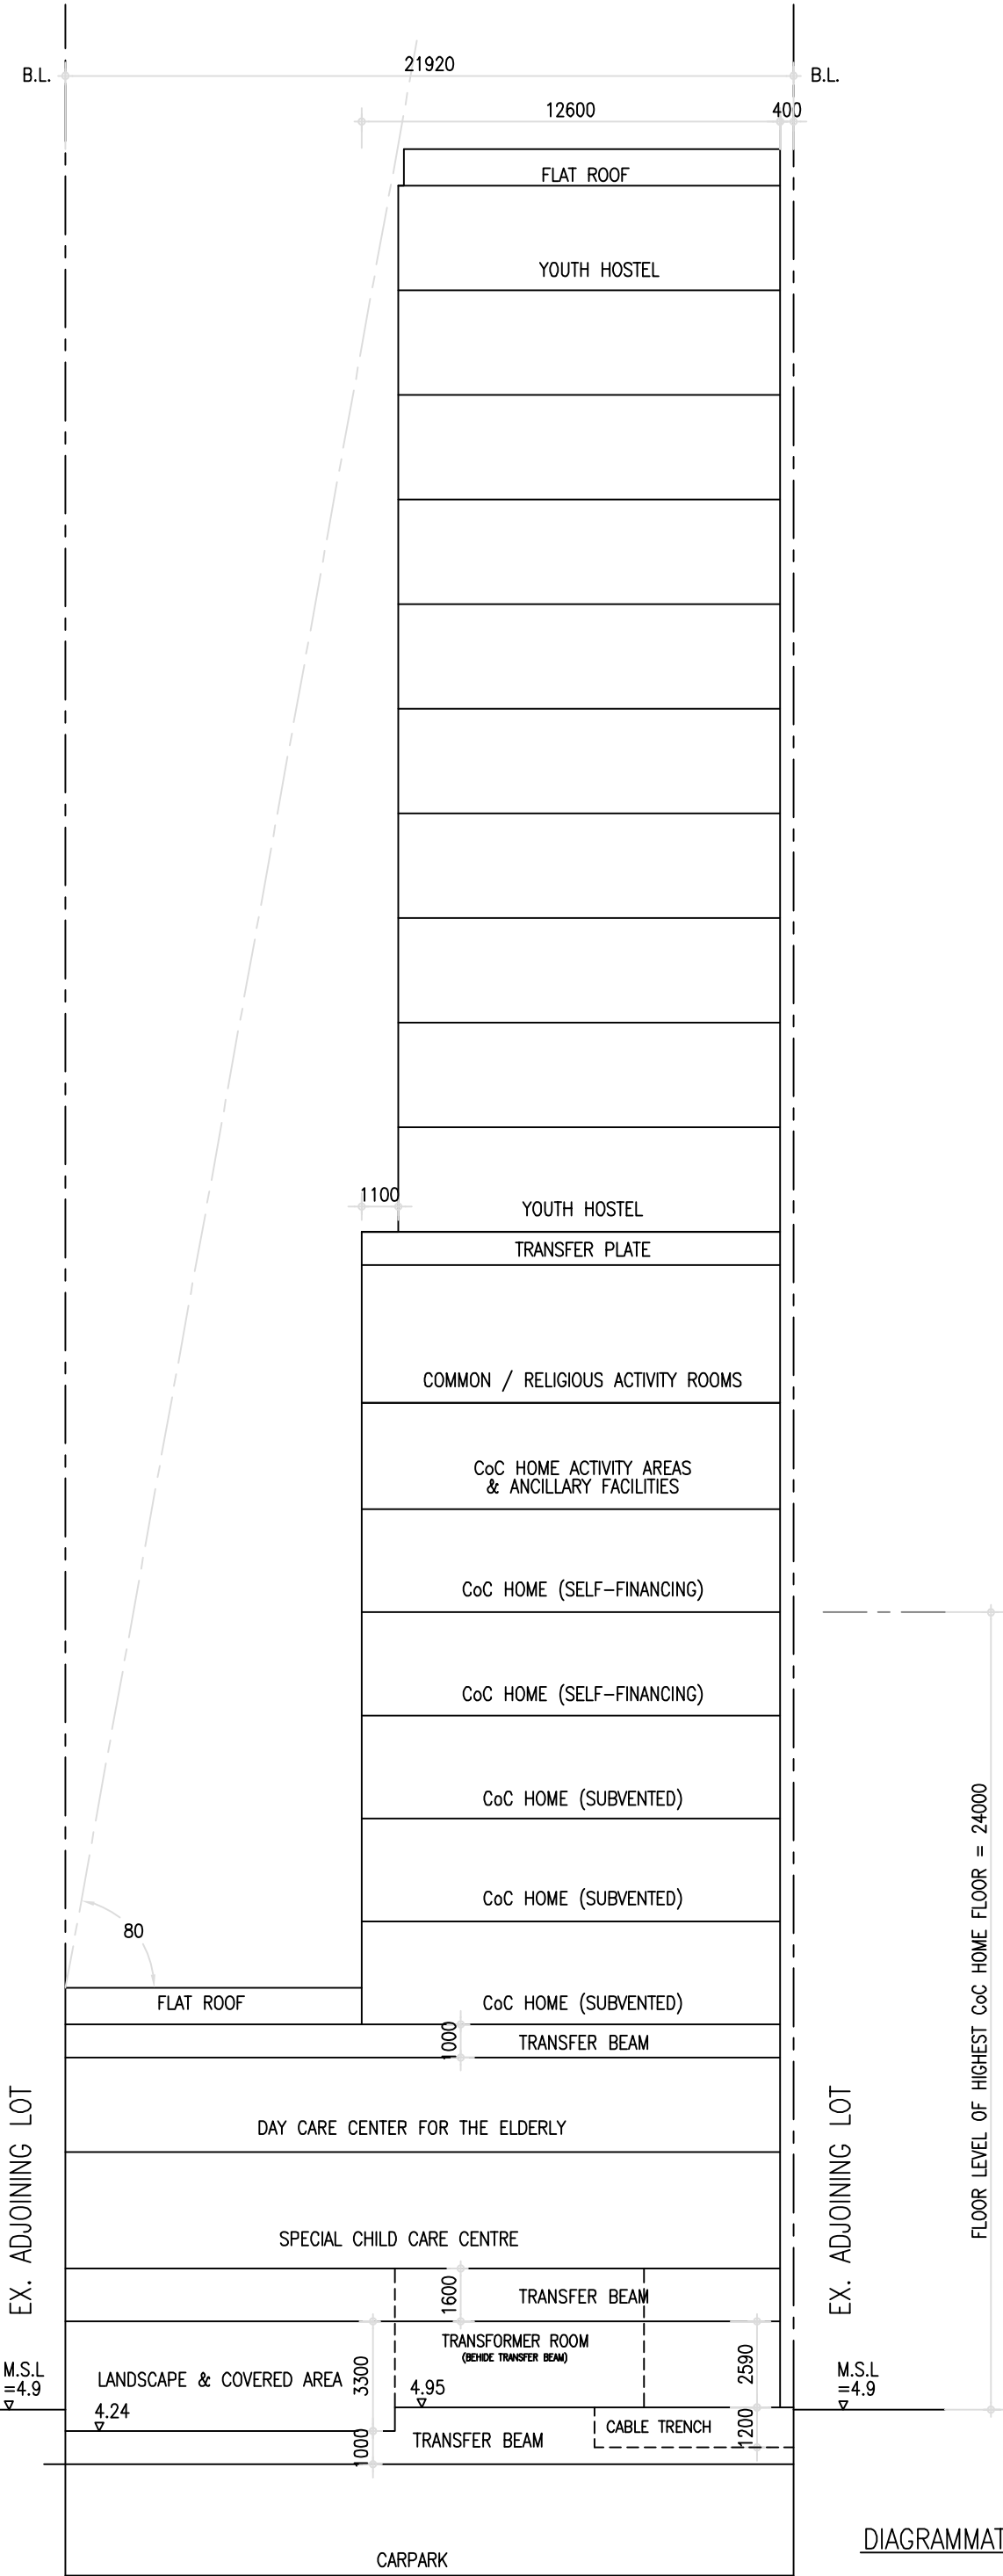 21920
B.L.
B.L.
12600
400
FLAT ROOF
YOUTH HOSTEL
1100
YOUTH HOSTEL
TRANSFER PLATE
COMMON / RELIGIOUS ACTIVITY ROOMS
CoC HOME ACTIVITY AREAS
& ANCILLARY FACILITIES
CoC HOME (SELF-FINANCING)
CoC HOME (SELF-FINANCING)
CoC HOME (SUBVENTED)
CoC HOME (SUBVENTED)
80
FLAT ROOF
CoC HOME (SUBVENTED)
1000
TRANSFER BEAM
DAY CARE CENTER FOR THE ELDERLY
SPECIAL CHILD CARE CENTRE
1600
TRANSFER BEAM
TRANSFORMER ROOM
(BEHIDE TRANSFER BEAM)
LANDSCAPE & COVERED AREA
3300
2590
4.95
4.24
CABLE TRENCH
1200
TRANSFER BEAM
1000
CARPARK
EX. ADJOINING LOT
M.S.L
=4.9
EX. ADJOINING LOT
M.S.L
=4.9
FLOOR LEVEL OF HIGHEST CoC HOME FLOOR = 24000
DIAGRAMMAT